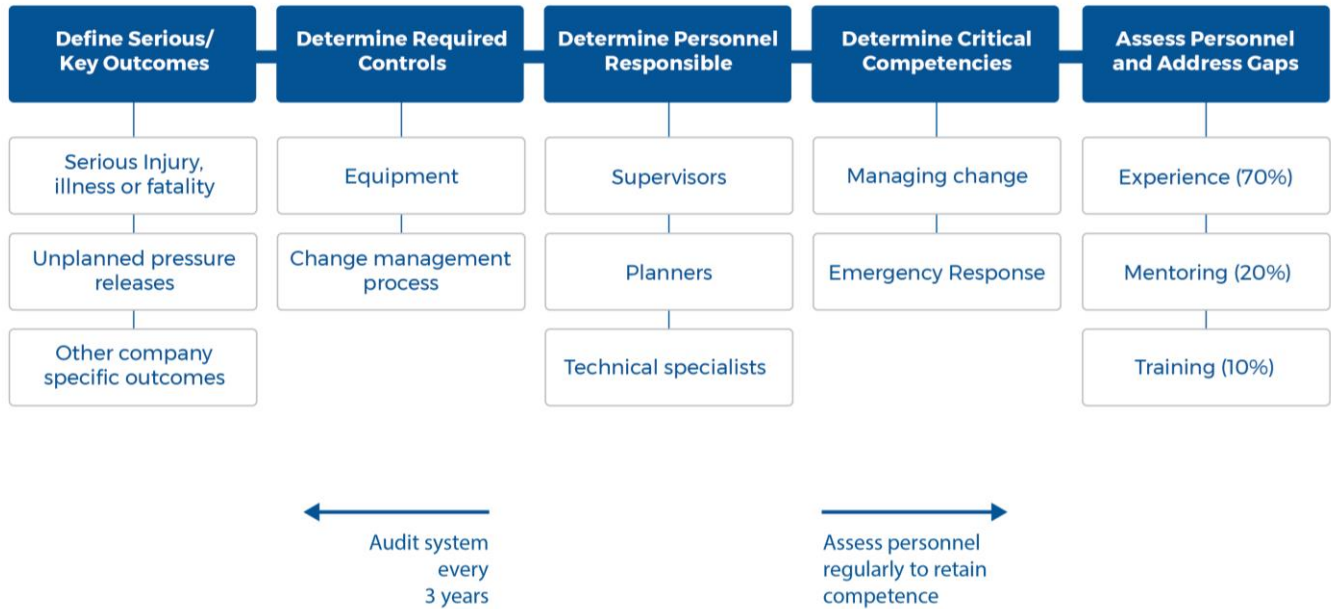 Define Serious/
Key Outcomes
Serious Injury,
illness or fatality
Unplanned pressure
releases
Other company
specific outcomes
Determine Required
Controls
Equipment
Change management
process
Determine Personnel
Responsible
Supervisors
Planners
Technical specialists
Determine Critical
Competencies
Managing change
Emergency Response
Assess Personnel
and Address Gaps
Experience (70%)
Mentoring (20%)
Training (10%)
Audit system
every
3 years
Assess personnel
regularly to retain
competence